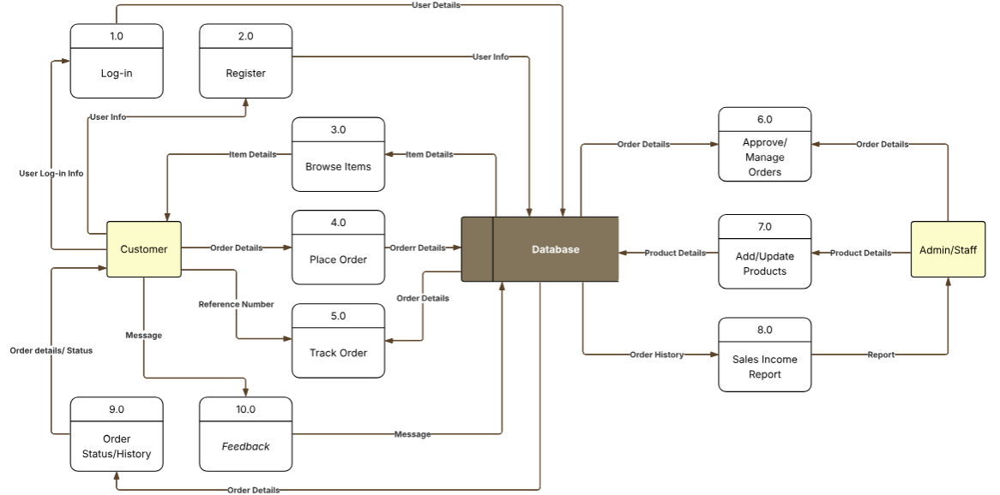 User Details
1.0
Log-in
2.0
Register
User Info
User Info
3.0
Browse Items
Item Details
Item Details
6.0
Approve/
Manage
Orders
Order Details
Order Details
User Log-in Info
Customer
4.0
Place Order
Order Details
Orderr Details
Database
7.0
Add/Update
Products
Product Details
Product Details
Admin/Staff
Reference Number
Order Details
5.0
Track Order
Message
Order details/ Status
8.0
Sales Income
Report
Order History
Report
9.0
Order
Status/History
10.0
Feedback
Message
Order Details